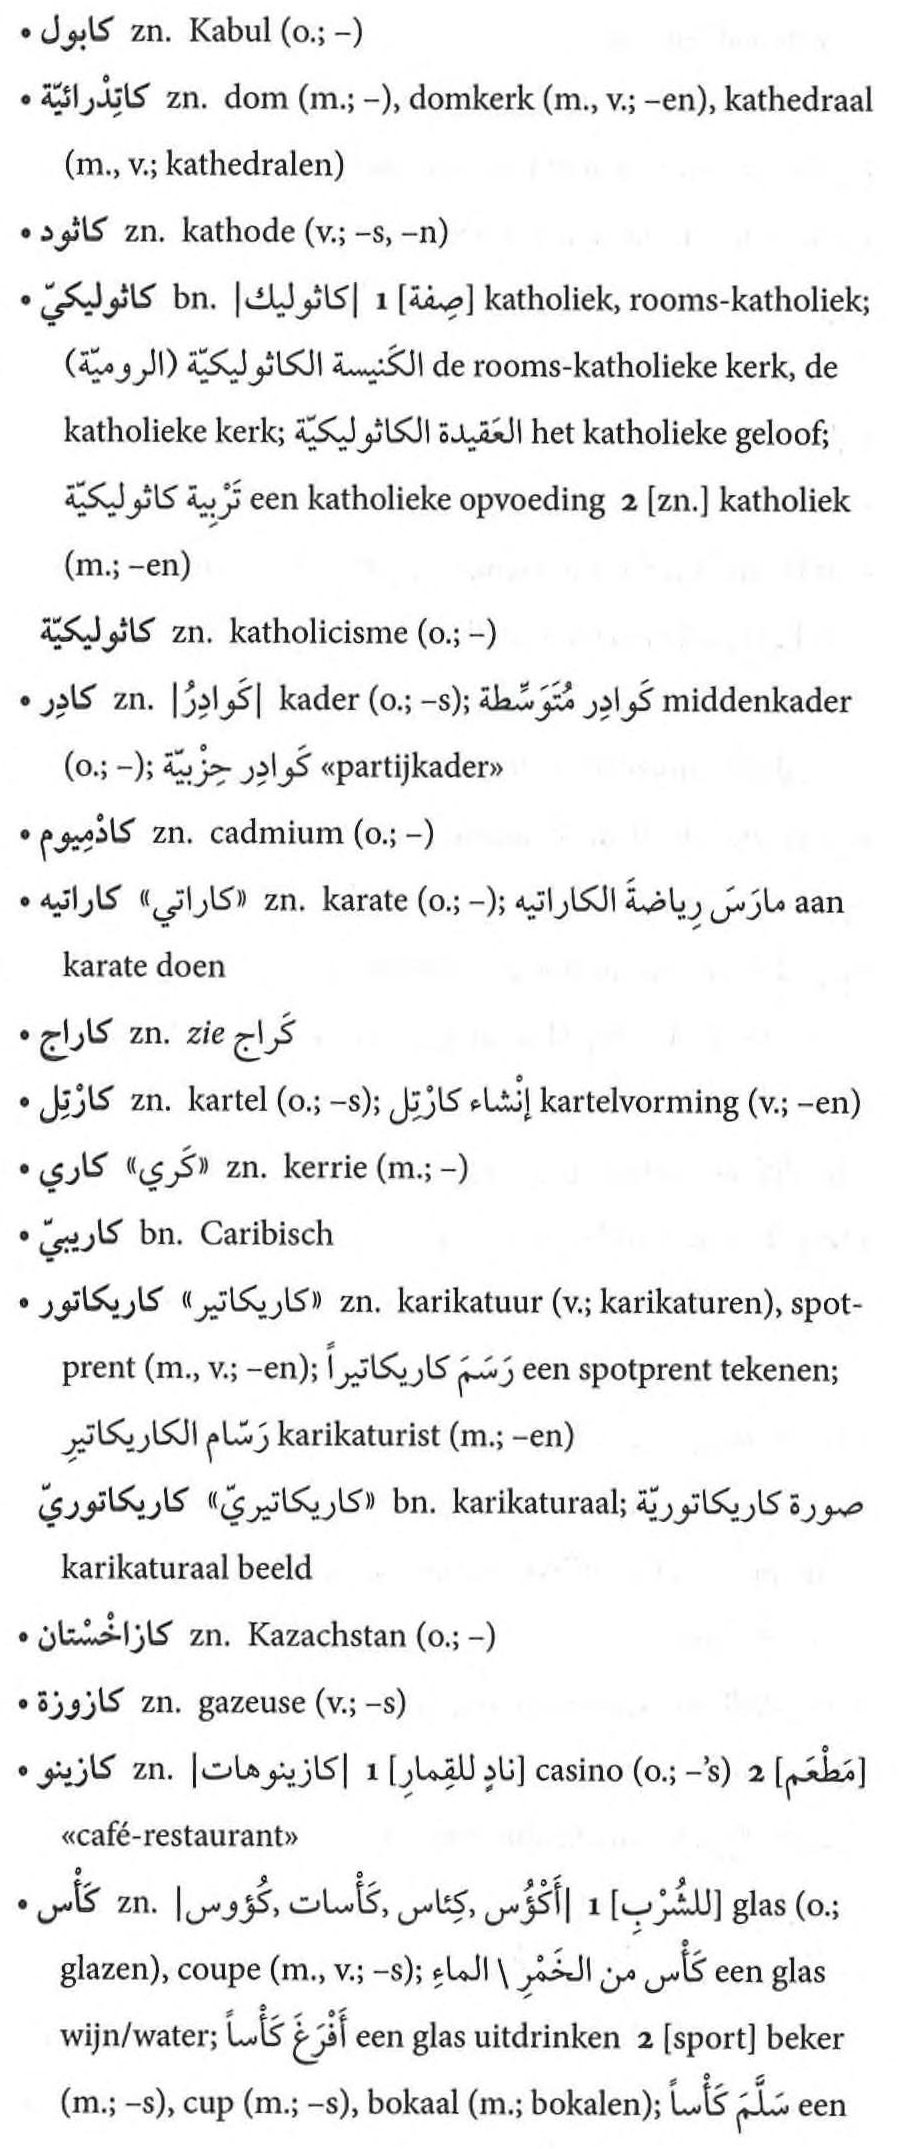 • كابول zn. Kabul (o.; –)
• كاتِدْرائيّة zn. dom (m.; –), domkerk (m., v.; –en), kathedraal
(m., v.; kathedralen)
• كاثود zn. kathode (v.; –s, –n)
• كاثوليكيّ bn. |كاثوليك| 1 [صِفة] katholiek, rooms-katholiek;
الكَنيسة الكاثوليكيّة (الروميّة) de rooms-katholieke kerk, de
katholieke kerk; العَقيدة الكاثوليكيّة het katholieke geloof;
تَرْبِية كاثوليكيّة een katholieke opvoeding 2 [zn.] katholiek
(m.; –en)
كاثوليكيّة zn. katholicisme (o.; –)
• كادِر zn. |كَوادِرُ| kader (o.; –s); كَوادِر مُتَوَسِّطة middenkader
(o.; –); كَوادِر حِزْبيّة «partijkader»
• كادْمِيوم zn. cadmium (o.; –)
• كاراتيه «كاراتي» zn. karate (o.; –); مارَسَ رِياضةَ الكاراتيه aan
karate doen
• كاراج zn. zie كَراج
• كارْتِل zn. kartel (o.; –s); إنْشاء كارْتِل kartelvorming (v.; –en)
• كاري «كَري» zn. kerrie (m.; –)
• كاريبيّ bn. Caribisch
• كاريكاتور «كاريكاتير» zn. karikatuur (v.; karikaturen), spot-
prent (m., v.; –en); رَسَمَ كاريكاتيراً een spotprent tekenen;
رَسّام الكاريكاتيرِ karikaturist (m.; –en)
كاريكاتوريّ «كاريكاتيريّ» bn. karikaturaal; صورة كاريكاتوريّة
karikaturaal beeld
• كازاخْسْتان zn. Kazachstan (o.; –)
• كازوزة zn. gazeuse (v.; –s)
• كازينو zn. |كازينوهات| 1 [نادٍ للقِمارِ] casino (o.; –’s) 2 [مَطْعَم]
«café-restaurant»
• كَأْس zn. |أَكْؤُس, كِئاس, كَأْسات, كُؤوس| 1 [للشُّرْبِ] glas (o.;
glazen), coupe (m., v.; –s); كَأْس من الخَمْرِ \ الماءِ een glas
wijn/water; أَفْرَغَ كَأْساً een glas uitdrinken 2 [sport] beker
(m.; –s), cup (m.; –s), bokaal (m.; bokalen); سَلَّمَ كَأْساً een